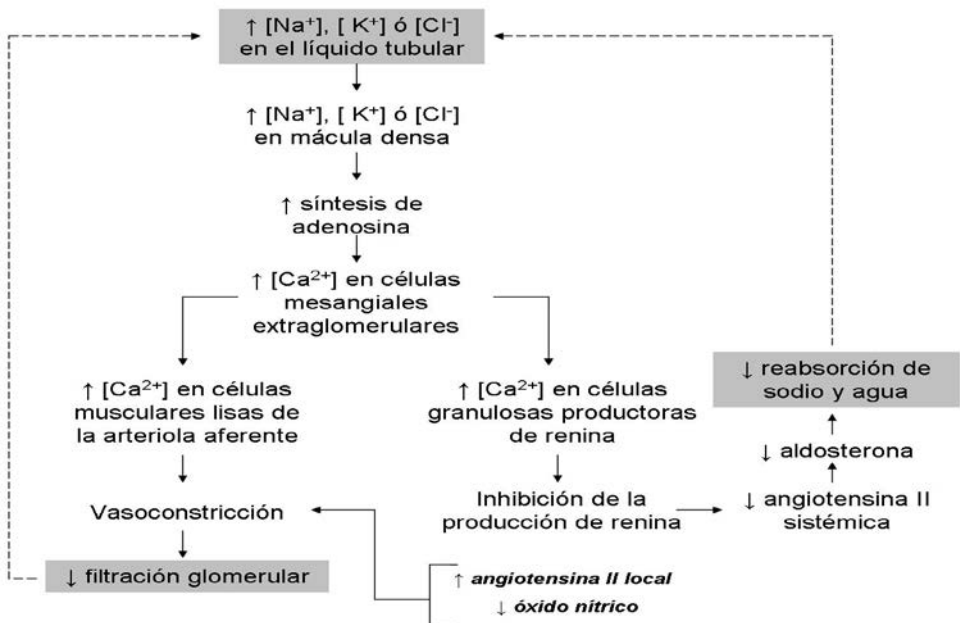 ↑ [Na⁺], [ K⁺] ó [Cl⁻]
en el líquido tubular
↑ [Na⁺], [ K⁺] ó [Cl⁻]
en mácula densa
↑ síntesis de
adenosina
↑ [Ca²⁺] en células
mesangiales
extraglomerulares
↑ [Ca²⁺] en células
musculares lisas de
la arteriola aferente
↑ [Ca²⁺] en células
granulosas productoras
de renina
↓ reabsorción de
sodio y agua
↓ aldosterona
Vasoconstricción
Inhibición de la
producción de renina
↓ angiotensina II
sistémica
↓ filtración glomerular
↑ angiotensina II local
↓ óxido nítrico